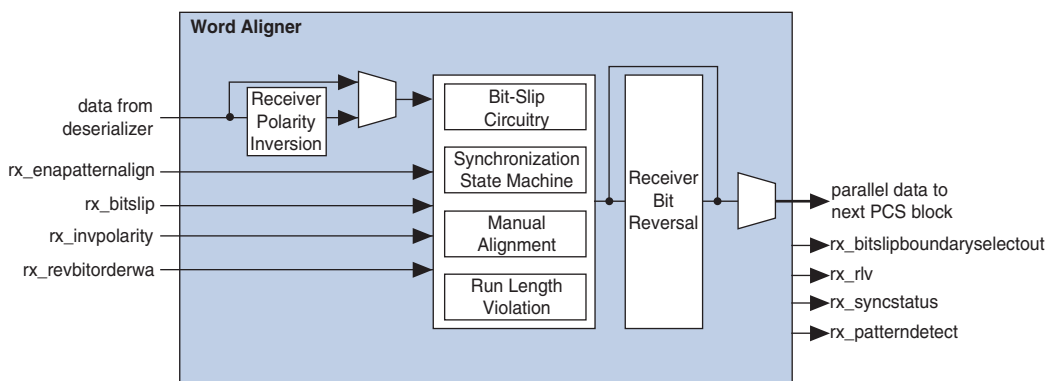 Word Aligner
data from
deserializer
Receiver
Polarity
Inversion
rx_enapatternalign
rx_bitslip
rx_invpolarity
rx_revbitorderwa
Bit-Slip
Circuitry
Synchronization
State Machine
Manual
Alignment
Run Length
Violation
Receiver
Bit
Reversal
parallel data to
next PCS block
rx_bitslipboundaryselectout
rx_rlv
rx_syncstatus
rx_patterndetect